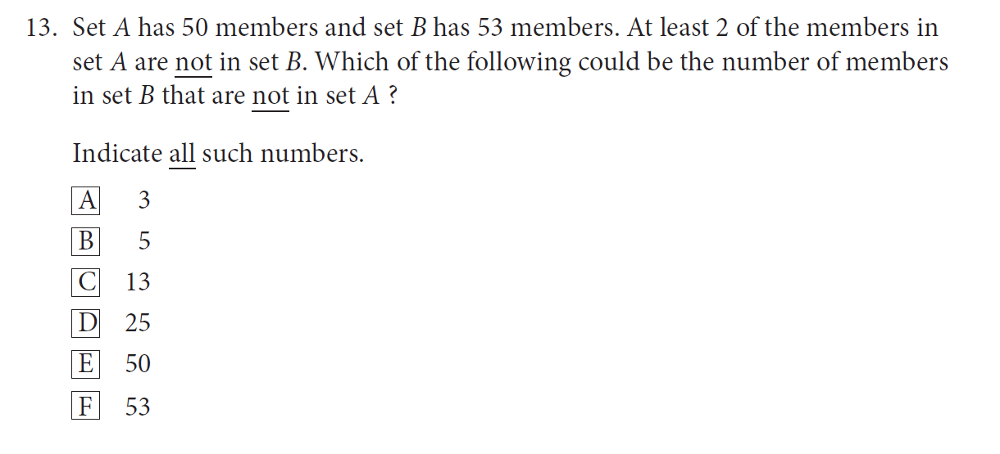 13. Set A has 50 members and set B has 53 members. At least 2 of the members in
set A are not in set B. Which of the following could be the number of members
in set B that are not in set A ?
Indicate all such numbers.
A 3
B 5
C 13
D 25
E 50
F 53